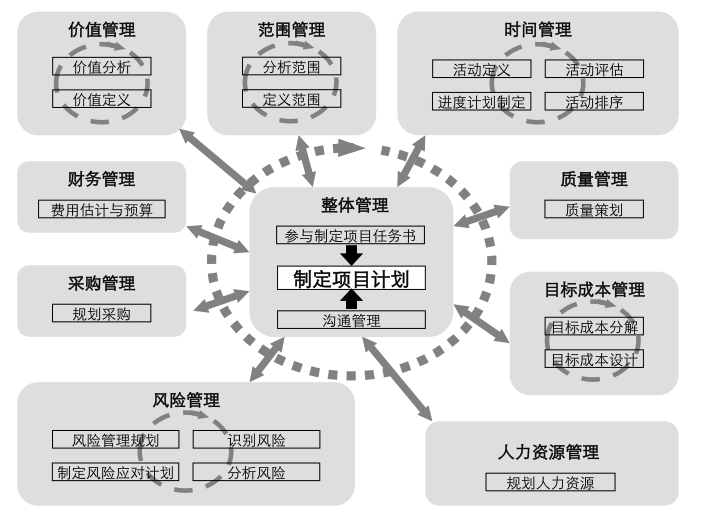 价值管理
价值分析
价值定义
范围管理
分析范围
定义范围
时间管理
活动定义
活动评估
进度计划制定
活动排序
财务管理
费用估计与预算
整体管理
参与制定项目任务书
制定项目计划
沟通管理
质量管理
质量策划
采购管理
规划采购
目标成本管理
目标成本分解
目标成本设计
风险管理
风险管理规划
识别风险
制定风险应对计划
分析风险
人力资源管理
规划人力资源